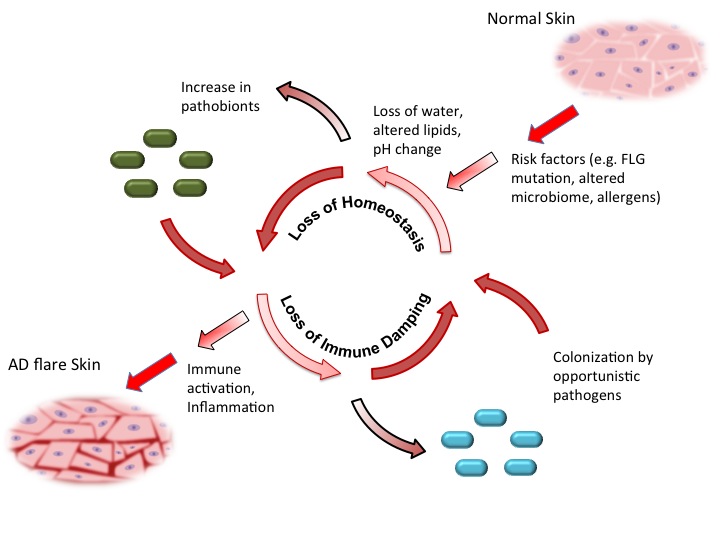 Normal Skin
Increase in
pathobionts
Loss of water,
altered lipids,
pH change
Risk factors (e.g. FLG
mutation, altered
microbiome, allergens)
Loss of Homeostasis
Loss of Immune Damping
AD flare Skin
Immune
activation,
Inflammation
Colonization by
opportunistic
pathogens